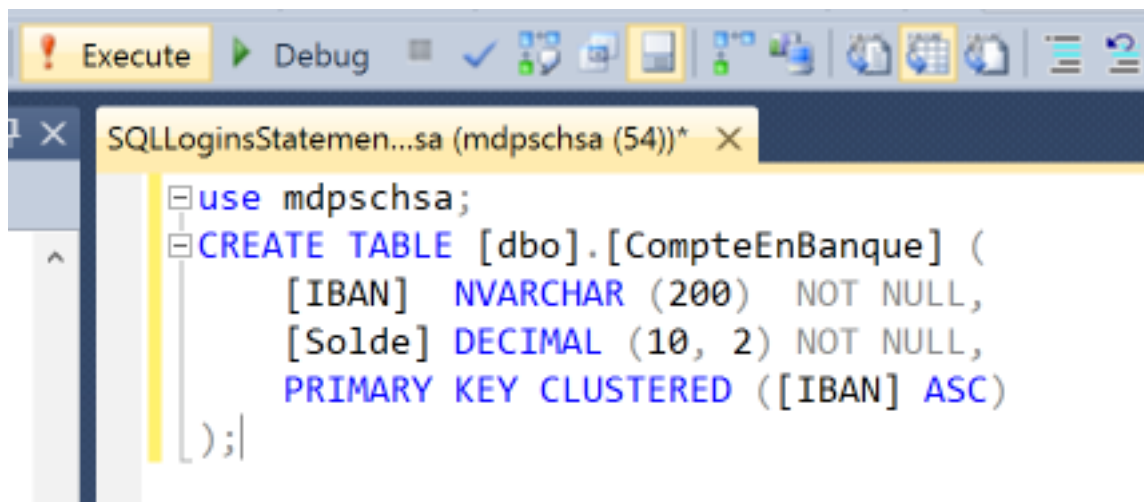 Execute Debug
SQLLoginsStatemen...sa (mdpschsa (54))*
use mdpschsa;
CREATE TABLE [dbo].[CompteEnBanque] (
[IBAN] NVARCHAR (200) NOT NULL,
[Solde] DECIMAL (10, 2) NOT NULL,
PRIMARY KEY CLUSTERED ([IBAN] ASC)
);